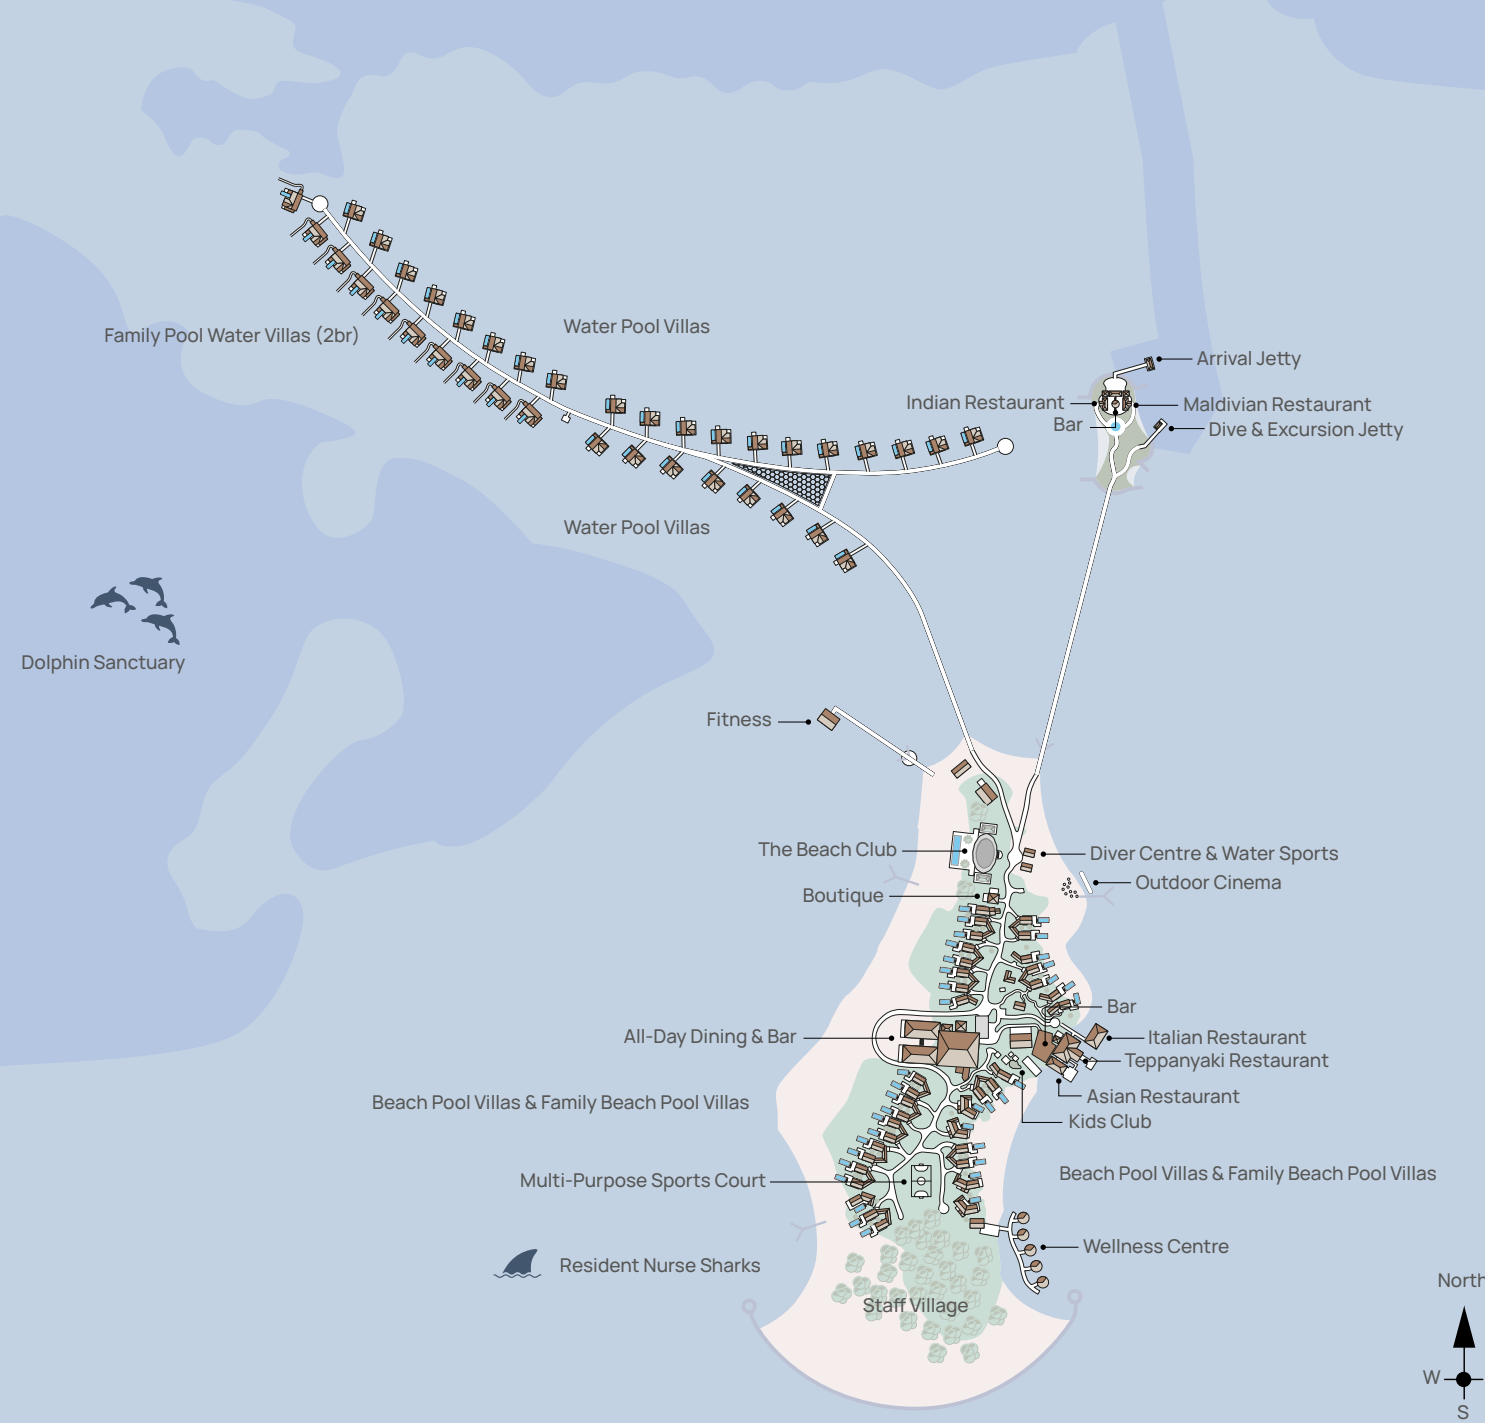 Water Pool Villas
Family Pool Water Villas (2br)
Arrival Jetty
Indian Restaurant
Maldivian Restaurant
Bar
Dive & Excursion Jetty
Water Pool Villas
Dolphin Sanctuary
Fitness
The Beach Club
Diver Centre & Water Sports
Outdoor Cinema
Boutique
Bar
All-Day Dining & Bar
Italian Restaurant
Teppanyaki Restaurant
Asian Restaurant
Beach Pool Villas & Family Beach Pool Villas
Kids Club
Beach Pool Villas & Family Beach Pool Villas
Multi-Purpose Sports Court
Wellness Centre
Resident Nurse Sharks
Staff Village
North
W
S